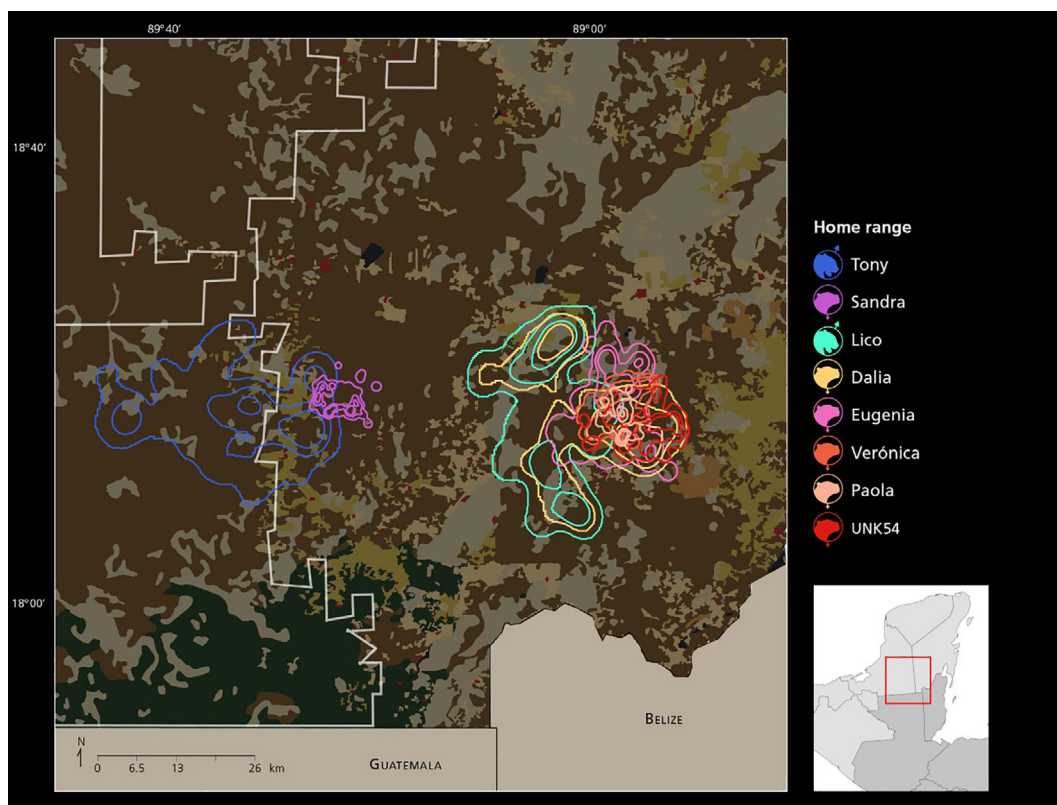 89°40'
89°00'
18°40'
18°00'
Home range
Tony
Sandra
Lico
Dalia
Eugenia
Verónica
Paola
UNK54
BELIZE
GUATEMALA
N
0 6.5 13 26 km